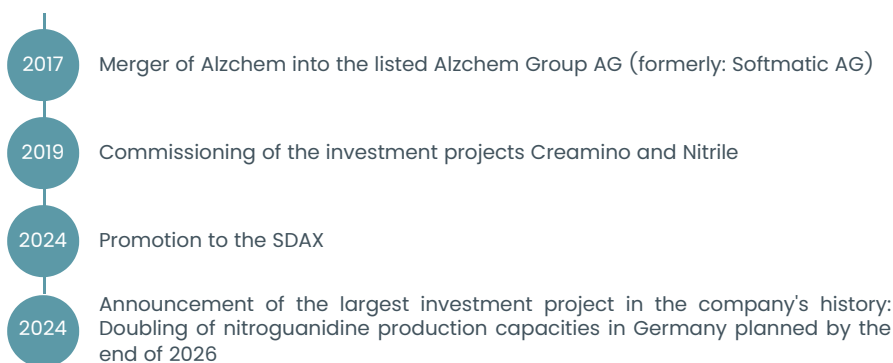 2017
Merger of Alzchem into the listed Alzchem Group AG (formerly: Softmatic AG)
2019
Commissioning of the investment projects Creamino and Nitrile
2024
Promotion to the SDAX
2024
Announcement of the largest investment project in the company's history:
Doubling of nitroguanidine production capacities in Germany planned by the
end of 2026